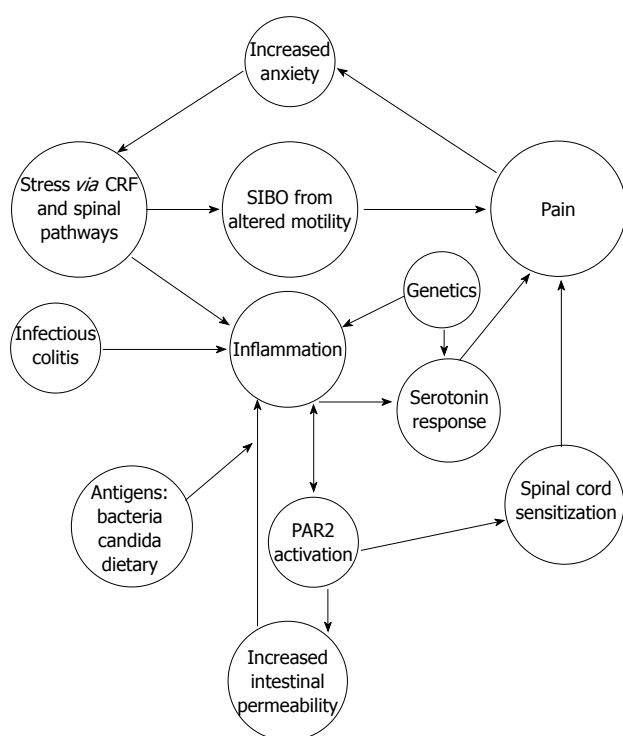 Increased
anxiety
Stress via CRF
and spinal
pathways
SIBO from
altered motility
Pain
Genetics
Infectious
colitis
Inflammation
Serotonin
response
Antigens:
bacteria
candida
dietary
PAR2
activation
Spinal cord
sensitization
Increased
intestinal
permeability